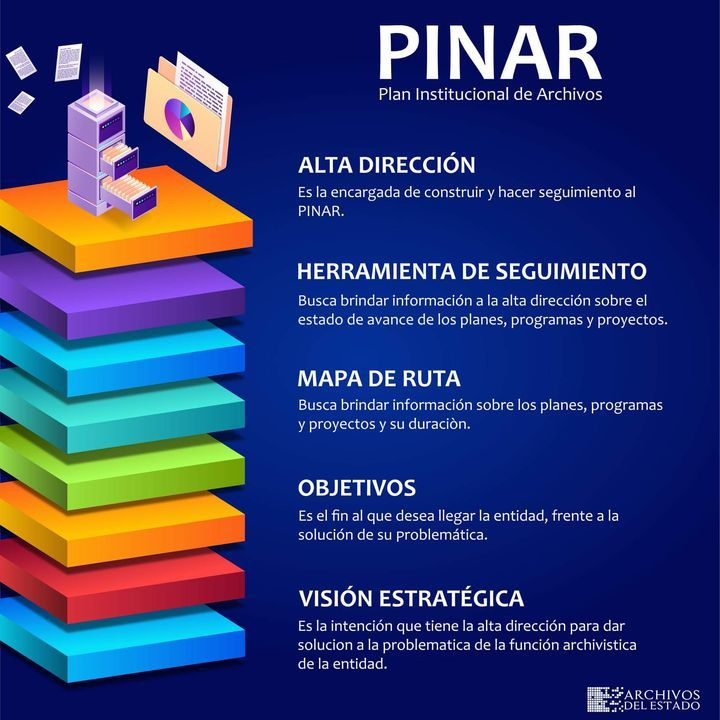 PINAR
Plan Institucional de Archivos
ALTA DIRECCIÓN
Es la encargada de construir y hacer seguimiento al
PINAR.
HERRAMIENTA DE SEGUIMIENTO
Busca brindar información a la alta dirección sobre el
estado de avance de los planes, programas y proyectos.
MAPA DE RUTA
Busca brindar información sobre los planes, programas
y proyectos y su duraciòn.
OBJETIVOS
Es el fin al que desea llegar la entidad, frente a la
solución de su problemática.
VISIÓN ESTRATÉGICA
Es la intención que tiene la alta dirección para dar
solucion a la problematica de la función archivistica
de la entidad.
ARCHIVOS
DEL ESTADO